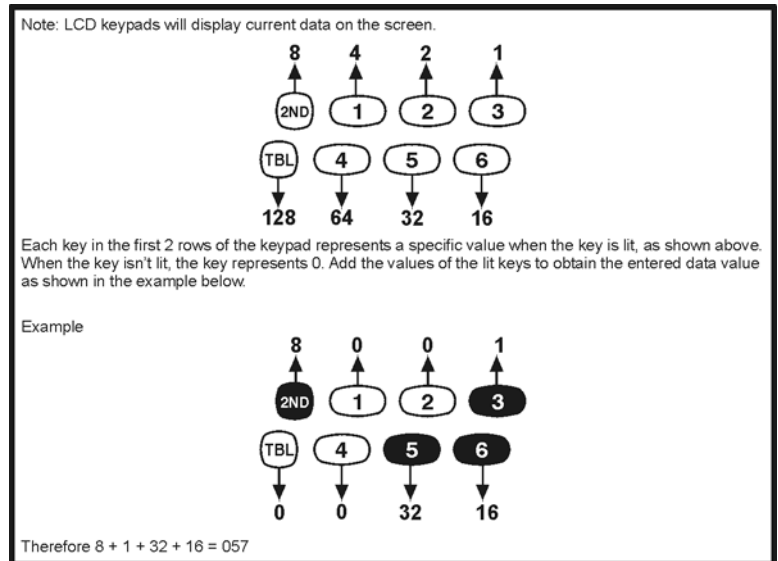 Note: LCD keypads will display current data on the screen.
8 4 2 1
2ND 1 2 3
TBL 4 5 6
128 64 32 16
Each key in the first 2 rows of the keypad represents a specific value when the key is lit, as shown above.
When the key isn't lit, the key represents 0. Add the values of the lit keys to obtain the entered data value
as shown in the example below.
Example
8 0 0 1
2ND 1 2 3
TBL 4 5 6
0 0 32 16
Therefore 8 + 1 + 32 + 16 = 057